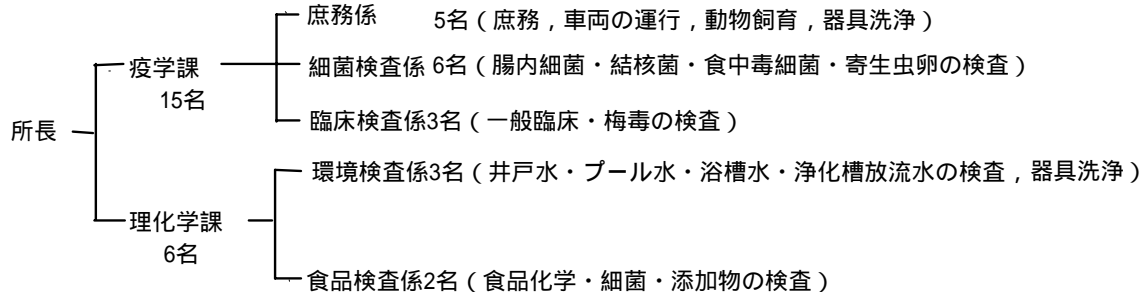 庶務係 5名(庶務,車両の運行,動物飼育,器具洗浄)
疫学課 細菌検査係 6名(腸内細菌・結核菌・食中毒細菌・寄生虫卵の検査)
15名
臨床検査係3名(一般臨床・梅毒の検査)
所長
環境検査係3名(井戸水・プール水・浴槽水・浄化槽放流水の検査,器具洗浄)
理化学課
6名
食品検査係2名(食品化学・細菌・添加物の検査)